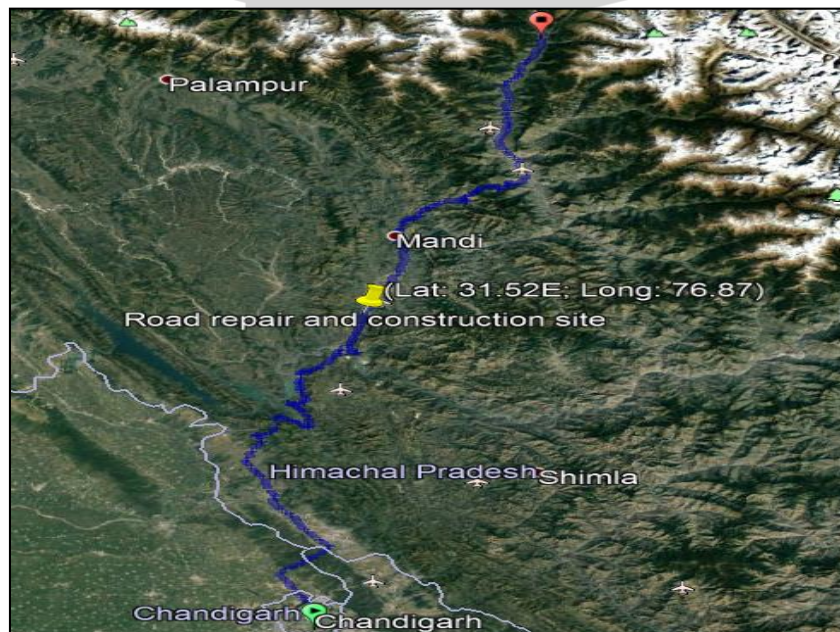 Palampur
Mandi
(Lat: 31.52E; Long: 76.87)
Road repair and construction site
Himachal Pradesh
Shimla
Chandigarh
Chandigarh